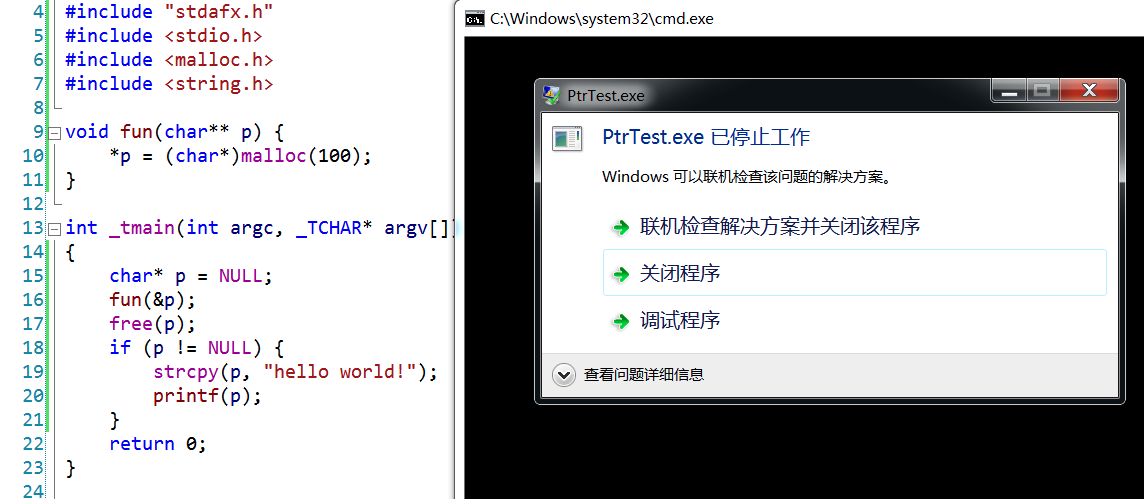 4 #include "stdafx.h"
5 #include <stdio.h>
6 #include <malloc.h>
7 #include <string.h>
8
9 void fun(char** p) {
10 *p = (char*)malloc(100);
11 }
12
13 int _tmain(int argc, _TCHAR* argv[])
14 {
15 char* p = NULL;
16 fun(&p);
17 free(p);
18 if (p != NULL) {
19 strcpy(p, "hello world!");
20 printf(p);
21 }
22 return 0;
23 }
24
C:\Windows\system32\cmd.exe
PtrTest.exe
PtrTest.exe 已停止工作
Windows 可以联机检查该问题的解决方案。
联机检查解决方案并关闭该程序
关闭程序
调试程序
查看问题详细信息